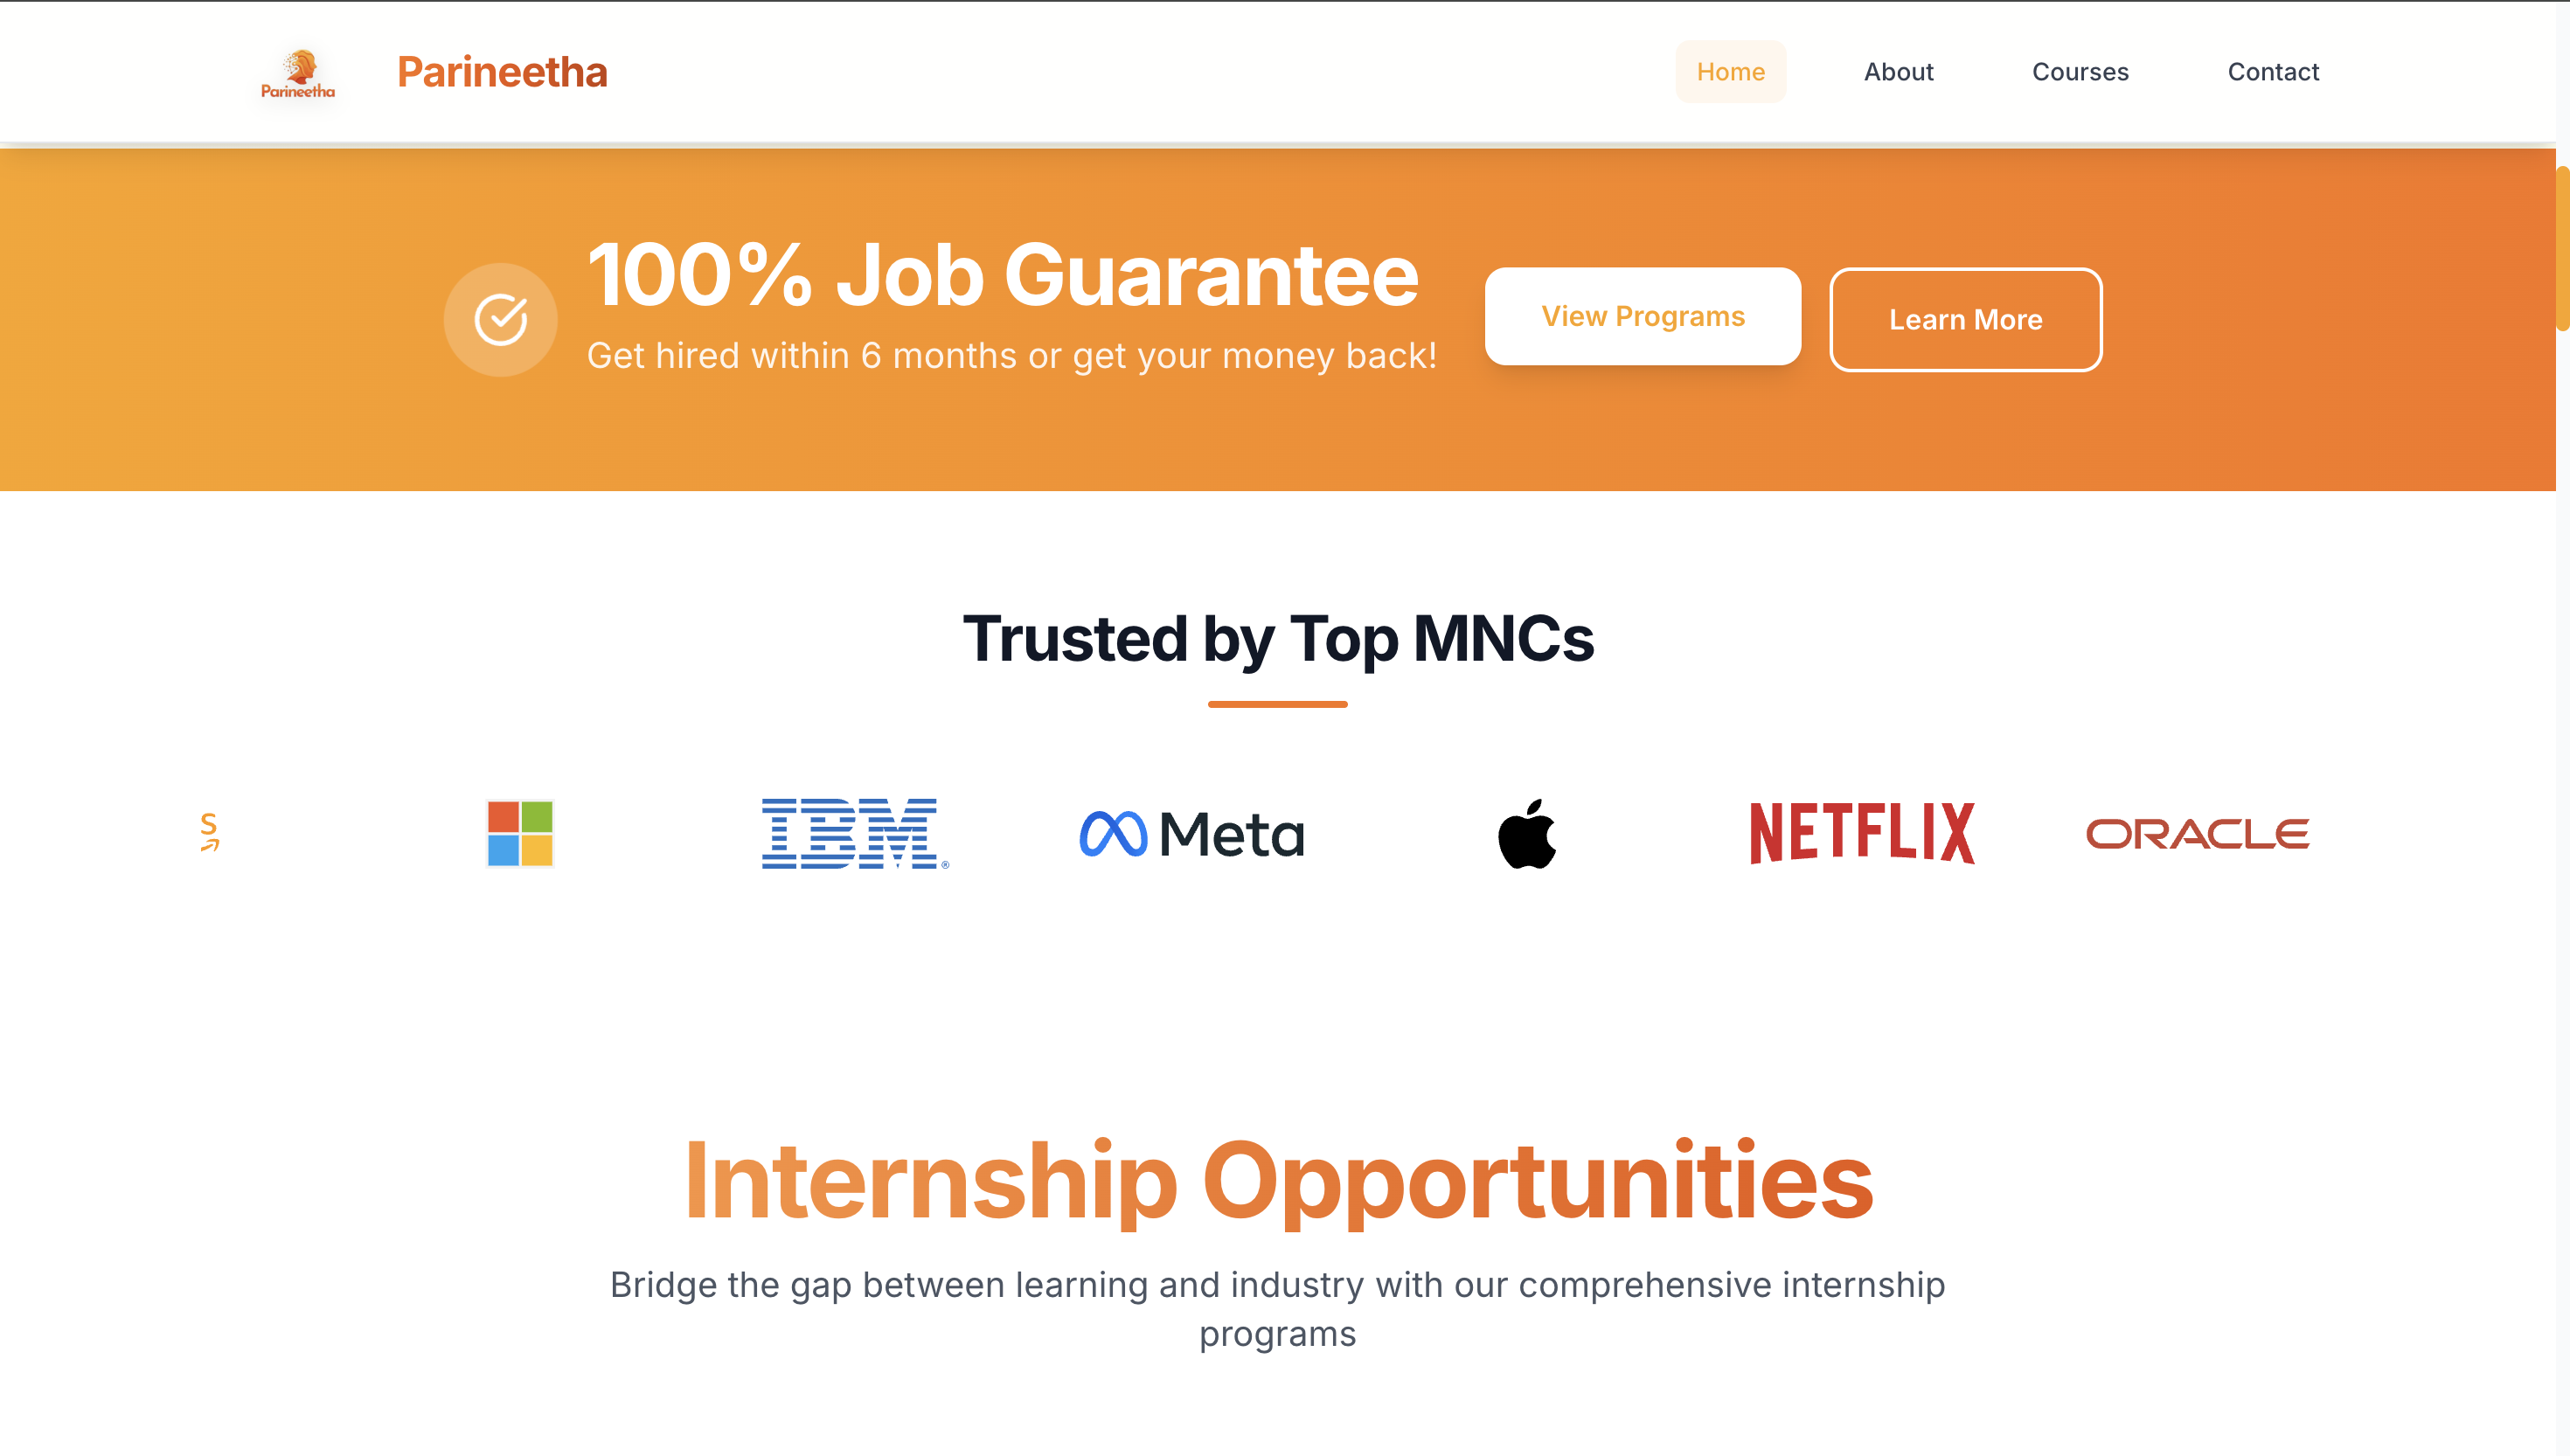 Parineetha
Parineetha
Home
About
Courses
Contact
100% Job Guarantee
Get hired within 6 months or get your money back!
View Programs
Learn More
Trusted by Top MNCs
s
IBM®
Meta
NETFLIX
ORACLE
Internship Opportunities
Bridge the gap between learning and industry with our comprehensive internship
programs